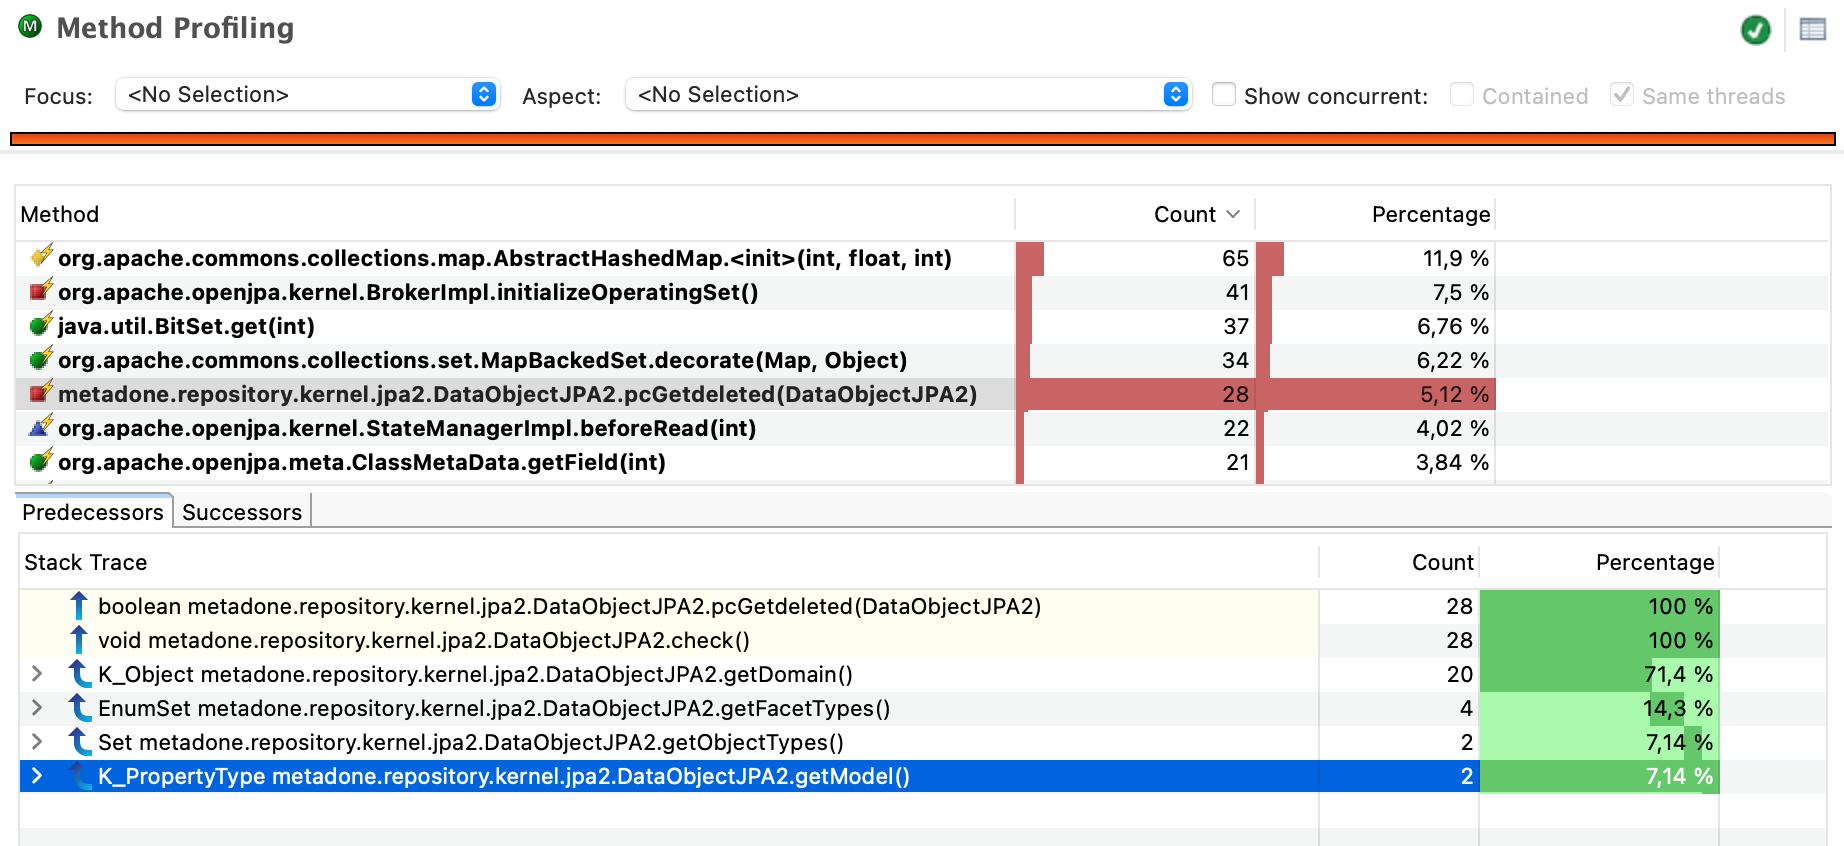 M Method Profiling
Focus: <No Selection> Aspect: <No Selection> Show concurrent: Contained Same threads
Method Count Percentage
org.apache.commons.collections.map.AbstractHashedMap.<init>(int, float, int) 65 11,9 %
org.apache.openjpa.kernel.BrokerImpl.initializeOperatingSet() 41 7,5 %
java.util.BitSet.get(int) 37 6,76 %
org.apache.commons.collections.set.MapBackedSet.decorate(Map, Object) 34 6,22 %
metadone.repository.kernel.jpa2.DataObjectJPA2.pcGetdeleted(DataObjectJPA2) 28 5,12 %
org.apache.openjpa.kernel.StateManagerImpl.beforeRead(int) 22 4,02 %
org.apache.openjpa.meta.ClassMetaData.getField(int) 21 3,84 %
Predecessors Successors
Stack Trace Count Percentage
boolean metadone.repository.kernel.jpa2.DataObjectJPA2.pcGetdeleted(DataObjectJPA2) 28 100 %
void metadone.repository.kernel.jpa2.DataObjectJPA2.check() 28 100 %
K_Object metadone.repository.kernel.jpa2.DataObjectJPA2.getDomain() 20 71,4 %
EnumSet metadone.repository.kernel.jpa2.DataObjectJPA2.getFacetTypes() 4 14,3 %
Set metadone.repository.kernel.jpa2.DataObjectJPA2.getObjectTypes() 2 7,14 %
K_PropertyType metadone.repository.kernel.jpa2.DataObjectJPA2.getModel() 2 7,14 %